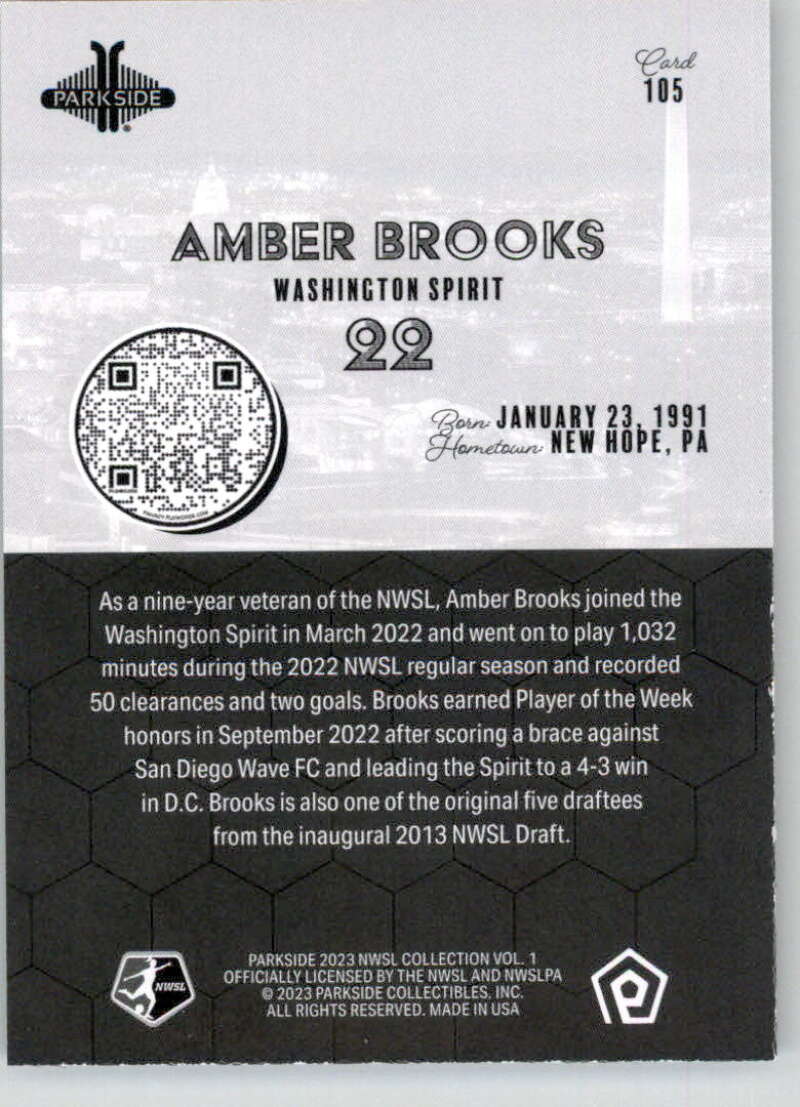 PARKSIDE
Card
105
AMBER BROOKS
WASHINGTON SPIRIT
22
Born: JANUARY 23, 1991
Hometown: NEW HOPE, PA
As a nine-year veteran of the NWSL, Amber Brooks joined the
Washington Spirit in March 2022 and went on to play 1,032
minutes during the 2022 NWSL regular season and recorded
50 clearances and two goals. Brooks earned Player of the Week
honors in September 2022 after scoring a brace against
San Diego Wave FC and leading the Spirit to a 4-3 win
in D.C. Brooks is also one of the original five draftees
from the inaugural 2013 NWSL Draft.
NWSL
PARKSIDE 2023 NWSL COLLECTION VOL. 1
OFFICIALLY LICENSED BY THE NWSL AND NWSLPA
© 2023 PARKSIDE COLLECTIBLES, INC.
ALL RIGHTS RESERVED. MADE IN USA